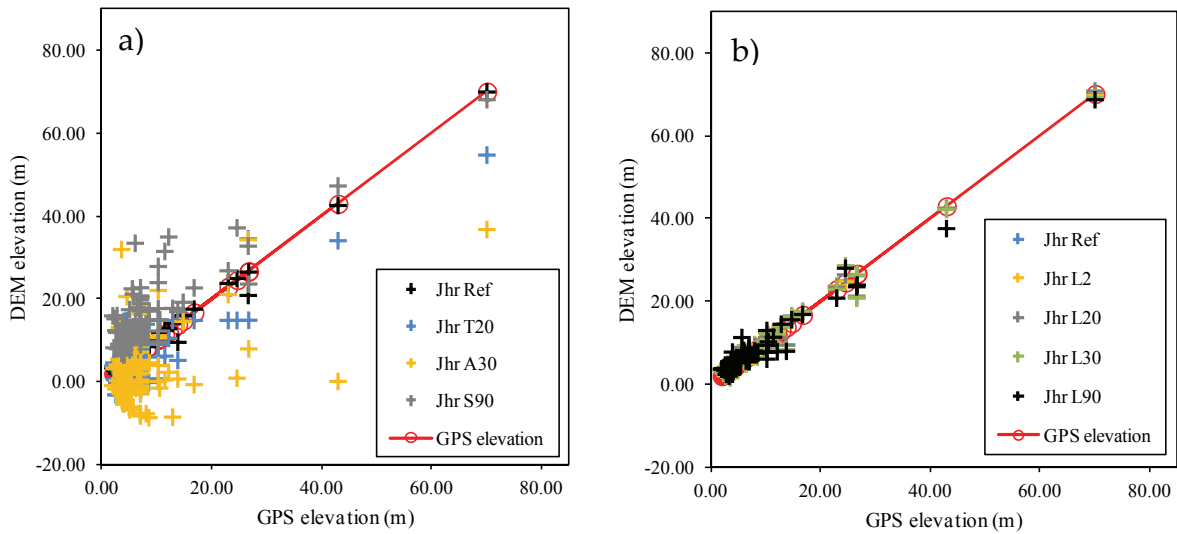 a)
DEM elevation (m)
80.00
60.00
40.00
20.00
0.00
-20.00
0.00 20.00 40.00 60.00 80.00
GPS elevation (m)
Jhr Ref
Jhr T20
Jhr A30
Jhr S90
GPS elevation
b)
DEM elevation (m)
80.00
60.00
40.00
20.00
0.00
-20.00
0.00 20.00 40.00 60.00 80.00
GPS elevation (m)
Jhr Ref
Jhr L2
Jhr L20
Jhr L30
Jhr L90
GPS elevation